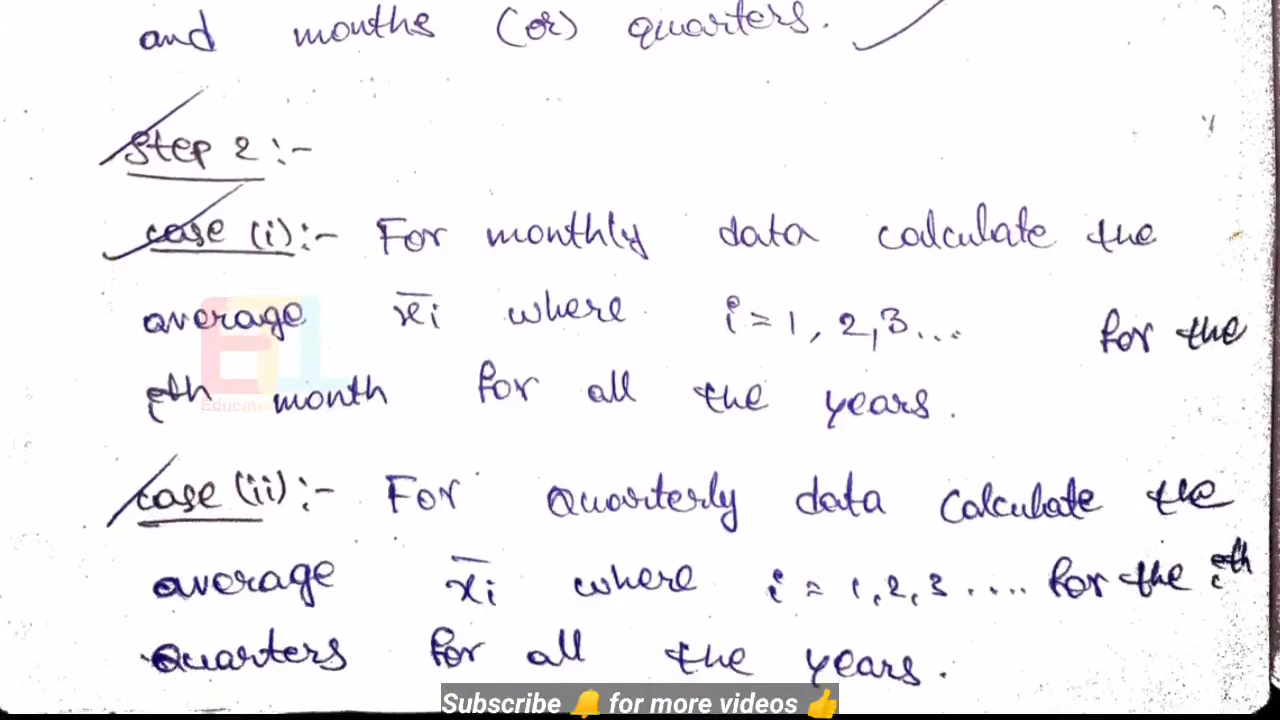 and months (or) quarters.
Step 2:-
case (i):- For monthly data calculate the
average x̅i where i = 1, 2, 3... for the
ith month for all the years.
case (ii):- For Quarterly data calculate the
average x̅i where i = 1, 2, 3 .... for the ith
Quarters for all the years.
Subscribe 🔔 for more videos 👍